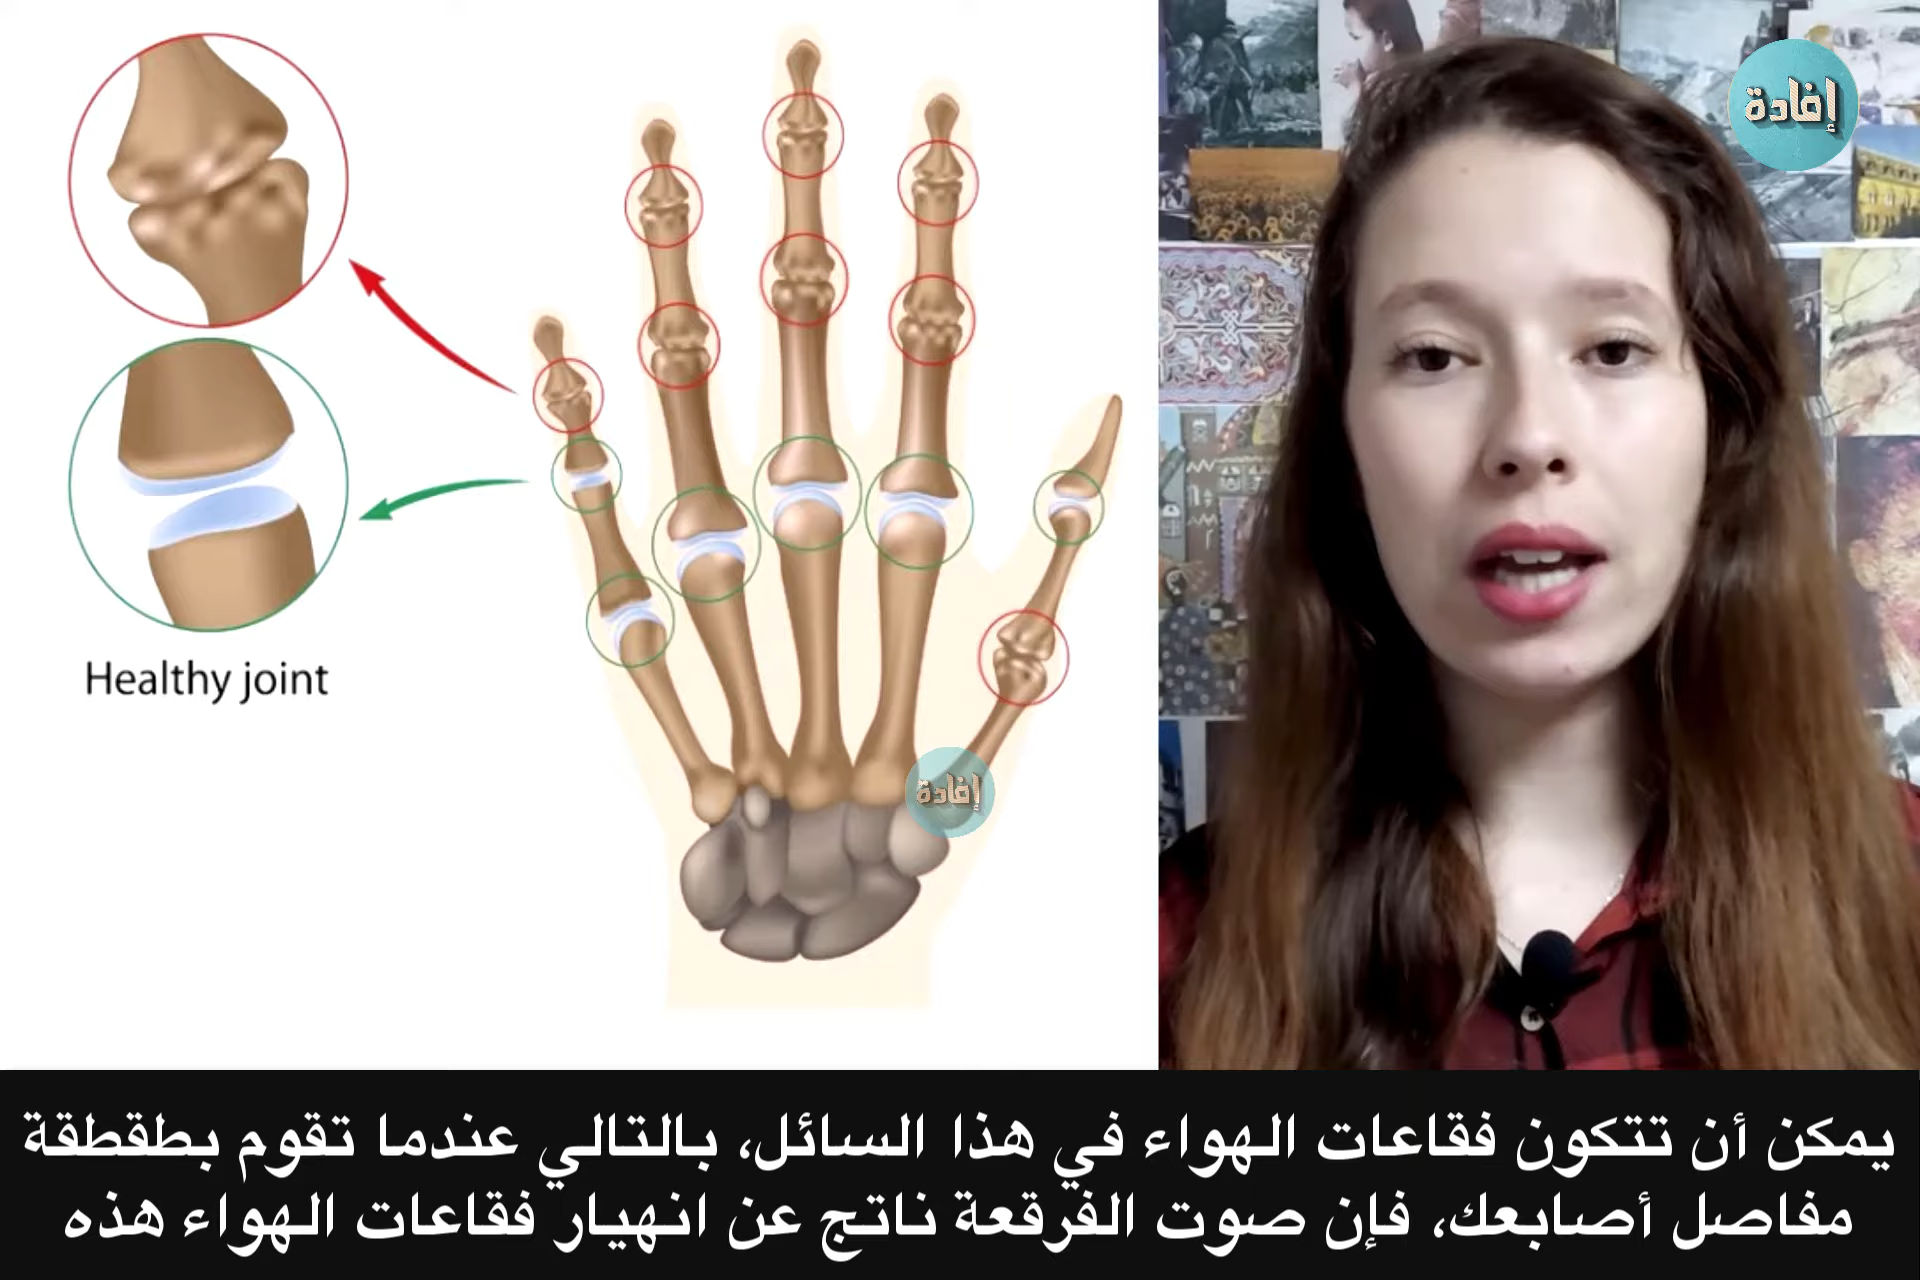 إفادة
Healthy joint
إفادة
يمكن أن تتكون فقاعات الهواء في هذا السائل، بالتالي عندما تقوم بطقطقة
مفاصل أصابعك، فإن صوت الفرقعة ناتج عن انهيار فقاعات الهواء هذه